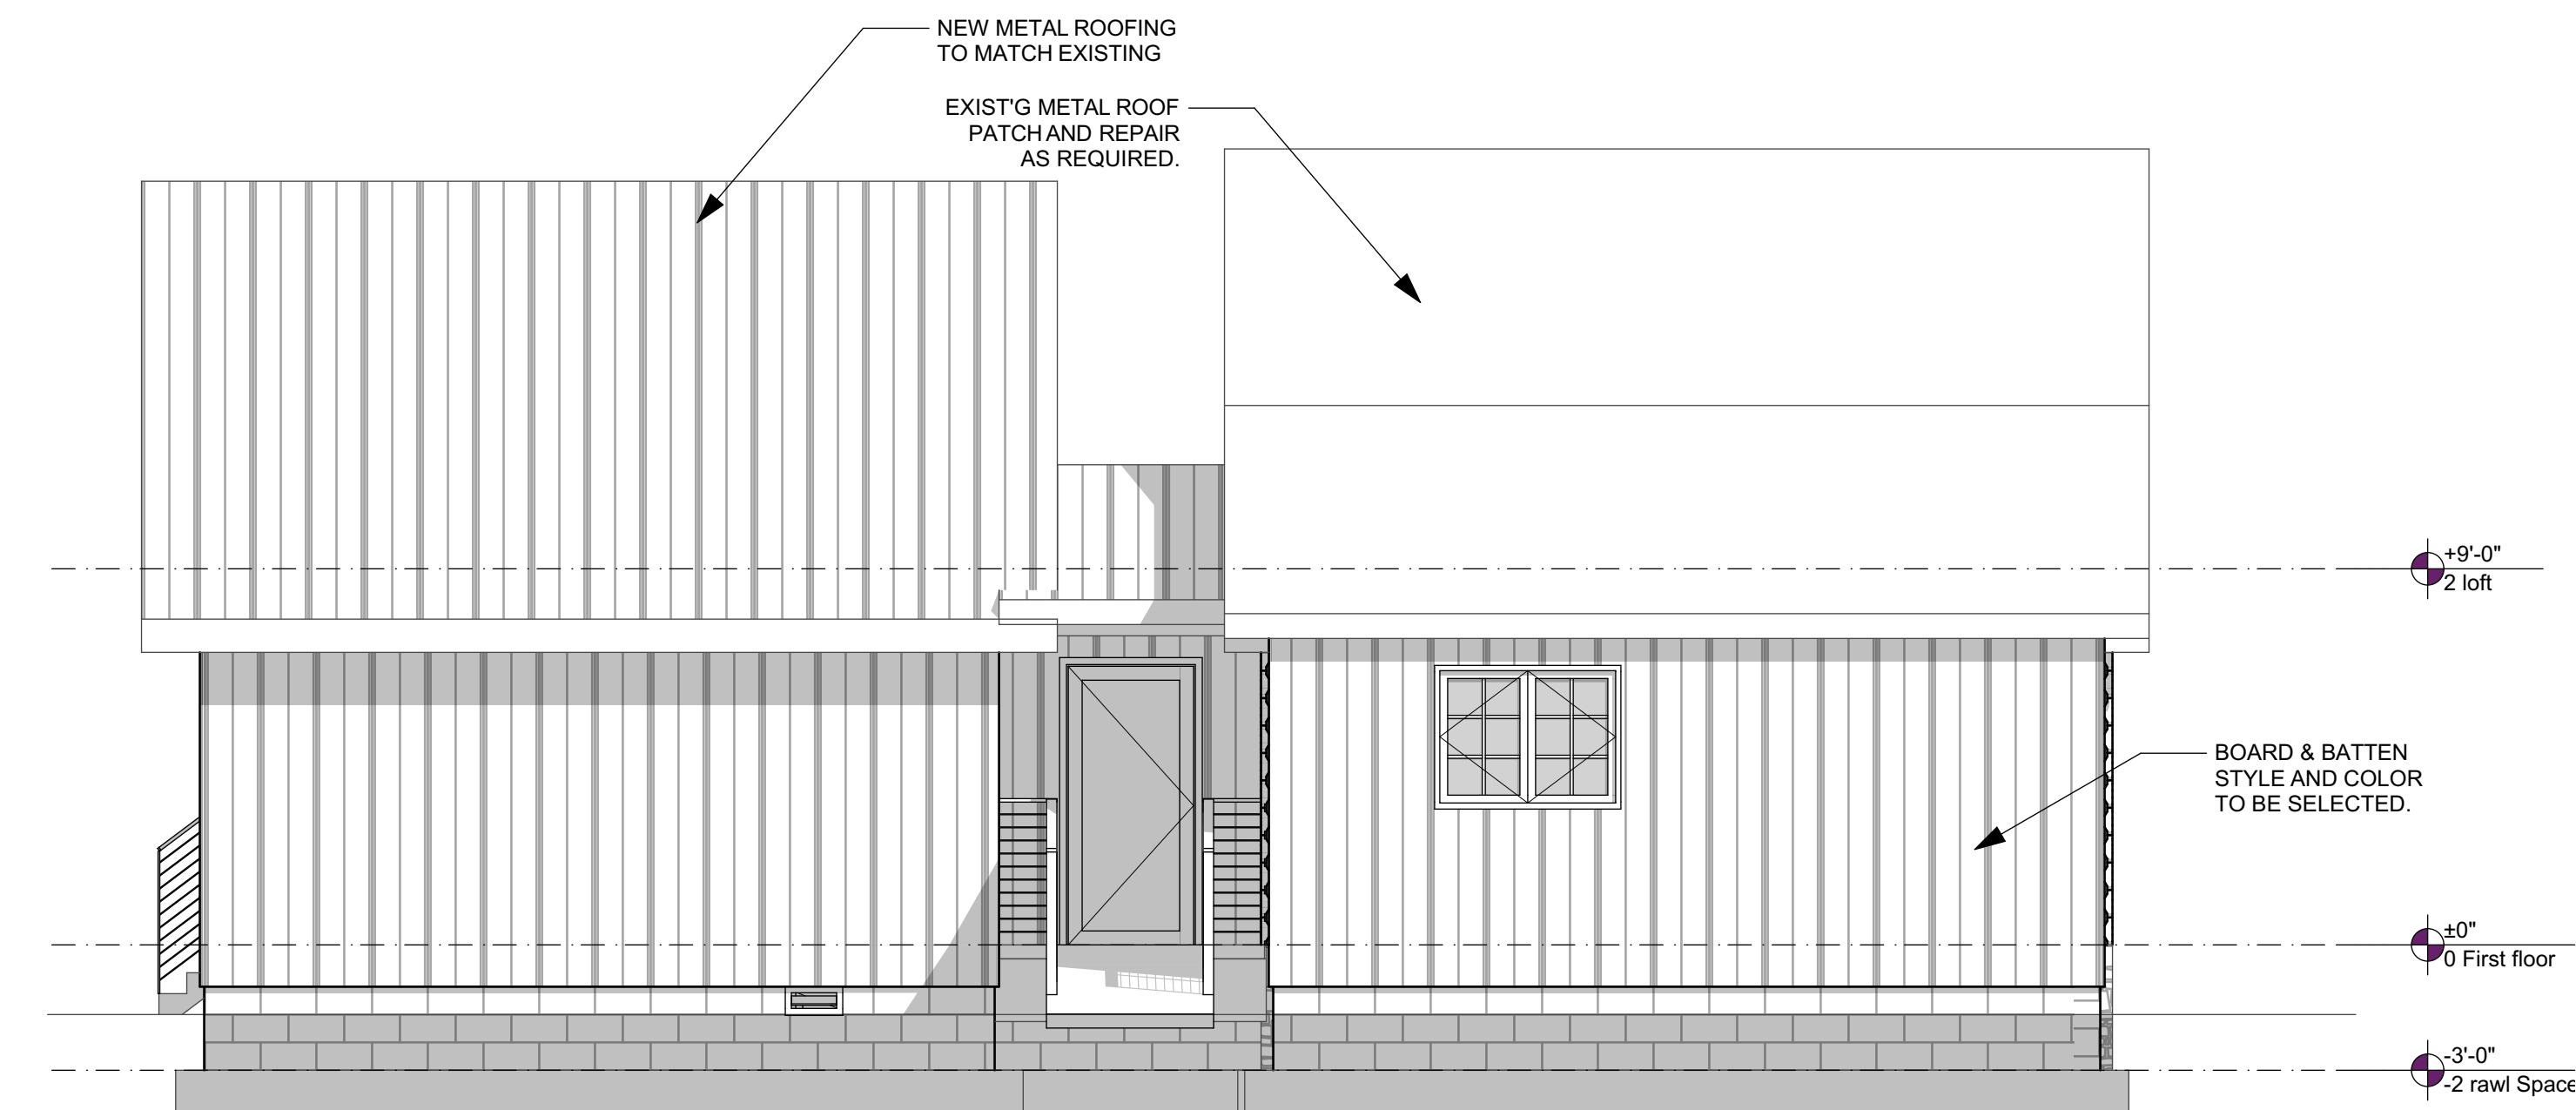 NEW METAL ROOFING
TO MATCH EXISTING
EXIST'G METAL ROOF
PATCH AND REPAIR
AS REQUIRED.
+9'-0"
2 loft
BOARD & BATTEN
STYLE AND COLOR
TO BE SELECTED.
±0"
0 First floor
-3'-0"
-2 rawl Space